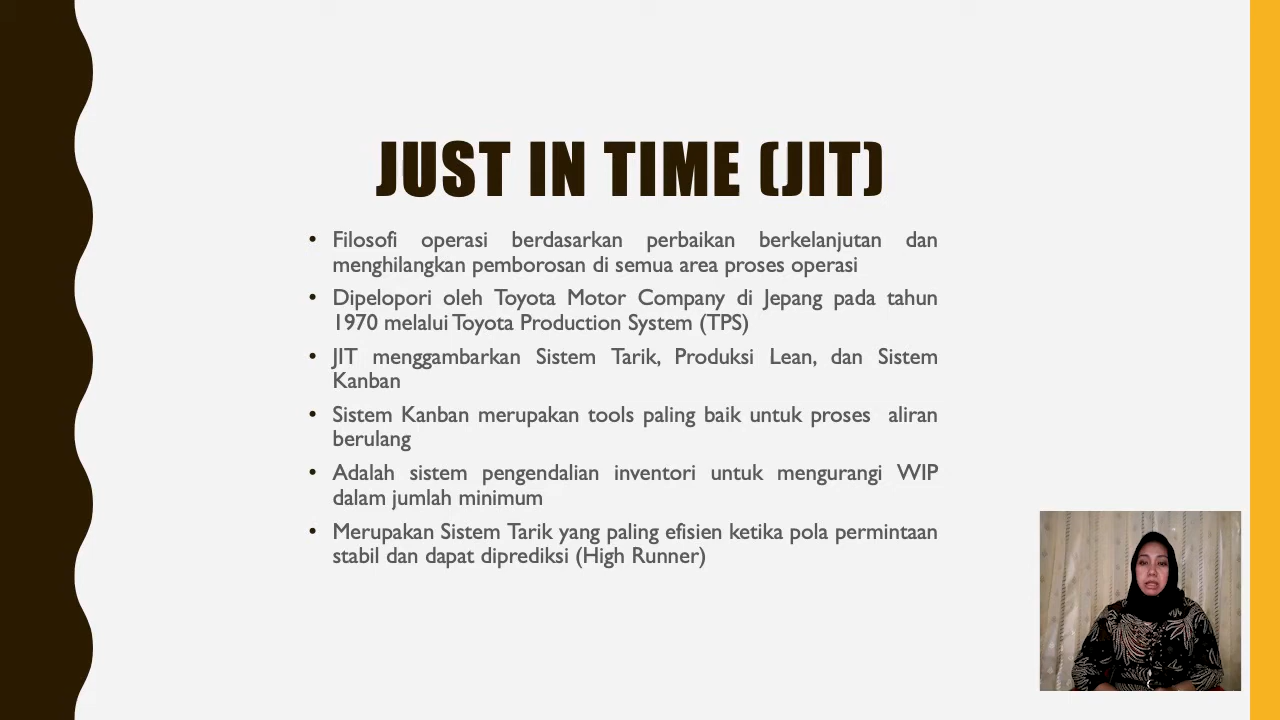 JUST IN TIME (JIT)
• Filosofi operasi berdasarkan perbaikan berkelanjutan dan
menghilangkan pemborosan di semua area proses operasi
• Dipelopori oleh Toyota Motor Company di Jepang pada tahun
1970 melalui Toyota Production System (TPS)
• JIT menggambarkan Sistem Tarik, Produksi Lean, dan Sistem
Kanban
• Sistem Kanban merupakan tools paling baik untuk proses aliran
berulang
• Adalah sistem pengendalian inventori untuk mengurangi WIP
dalam jumlah minimum
• Merupakan Sistem Tarik yang paling efisien ketika pola permintaan
stabil dan dapat diprediksi (High Runner)